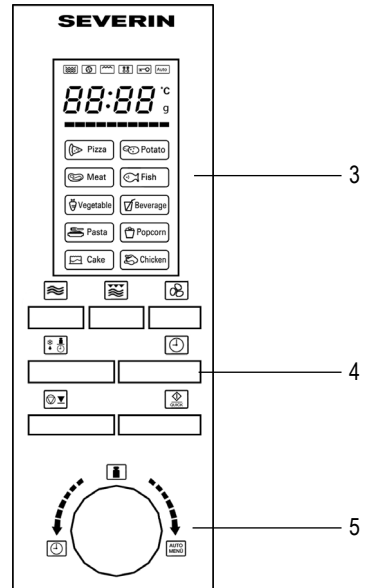 SEVERIN
Auto
88:88 °C
g
Pizza Potato
Meat Fish
Vegetable Beverage
Pasta Popcorn
Cake Chicken
QUICK
AUTO
MENÜ
3
4
5